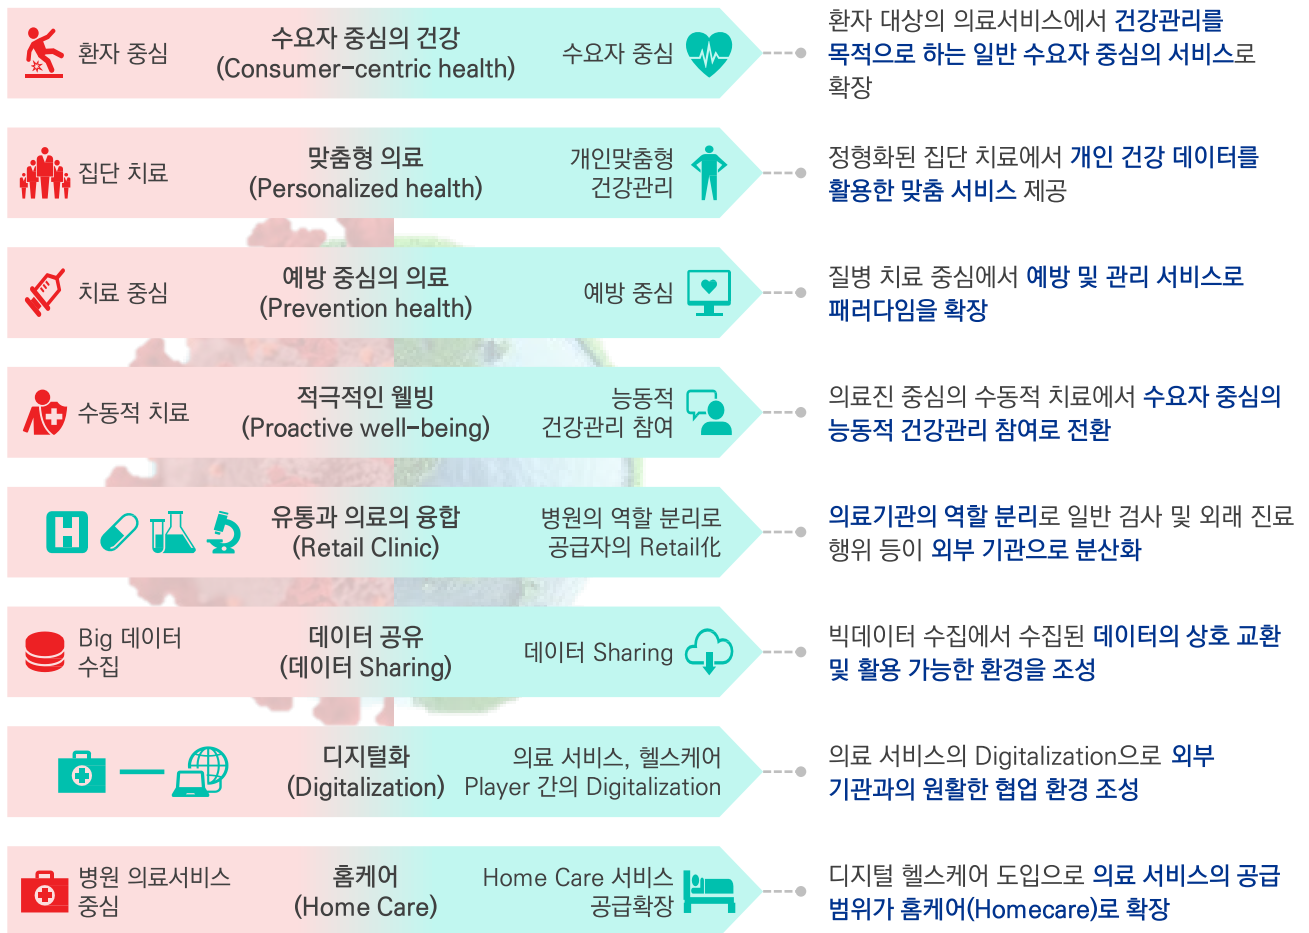 환자 중심
수요자 중심의 건강
(Consumer-centric health)
수요자 중심
환자 대상의 의료서비스에서 건강관리를
목적으로 하는 일반 수요자 중심의 서비스로
확장
집단 치료
맞춤형 의료
(Personalized health)
개인맞춤형
건강관리
정형화된 집단 치료에서 개인 건강 데이터를
활용한 맞춤 서비스 제공
치료 중심
예방 중심의 의료
(Prevention health)
예방 중심
질병 치료 중심에서 예방 및 관리 서비스로
패러다임을 확장
수동적 치료
적극적인 웰빙
(Proactive well-being)
능동적
건강관리 참여
의료진 중심의 수동적 치료에서 수요자 중심의
능동적 건강관리 참여로 전환
H
유통과 의료의 융합
(Retail Clinic)
병원의 역할 분리로
공급자의 Retail化
의료기관의 역할 분리로 일반 검사 및 외래 진료
행위 등이 외부 기관으로 분산화
Big 데이터
수집
데이터 공유
(데이터 Sharing)
데이터 Sharing
빅데이터 수집에서 수집된 데이터의 상호 교환
및 활용 가능한 환경을 조성
디지털화
(Digitalization)
의료 서비스, 헬스케어
Player 간의 Digitalization
의료 서비스의 Digitalization으로 외부
기관과의 원활한 협업 환경 조성
병원 의료서비스
중심
홈케어
(Home Care)
Home Care 서비스
공급확장
디지털 헬스케어 도입으로 의료 서비스의 공급
범위가 홈케어(Homecare)로 확장